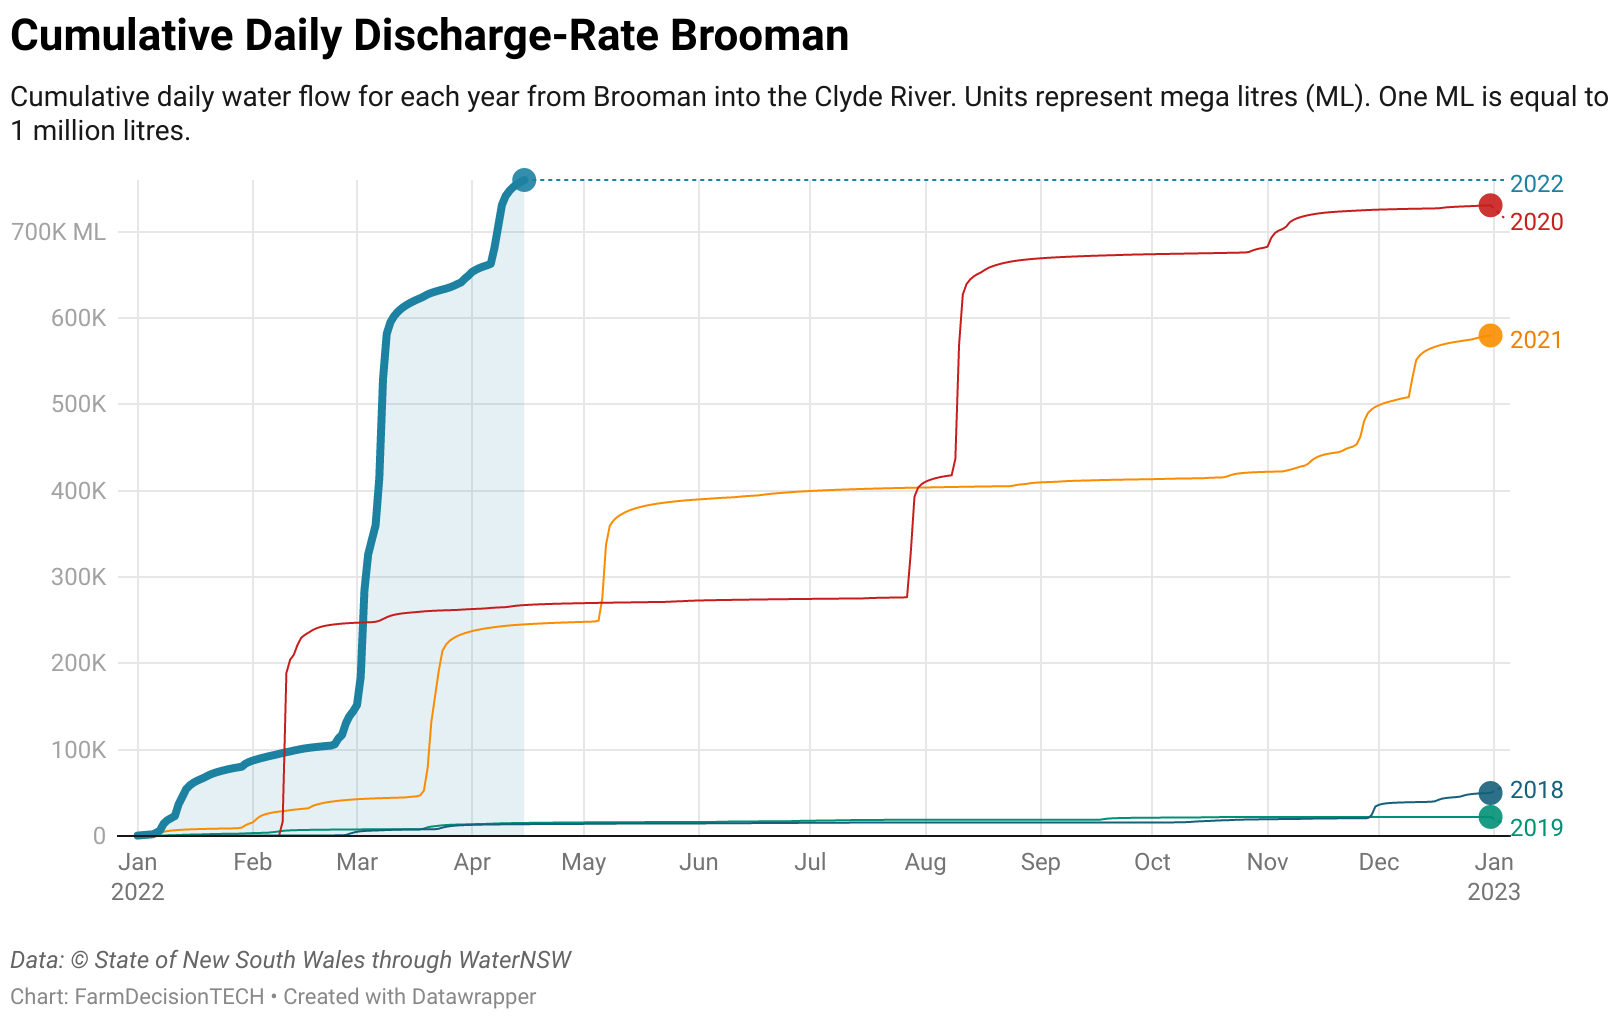 Cumulative Daily Discharge-Rate Brooman
Cumulative daily water flow for each year from Brooman into the Clyde River. Units represent mega litres (ML). One ML is equal to
1 million litres.
2022
2020
700K ML
600K
2021
500K
400K
300K
200K
100K
2018
2019
0
Jan Feb Mar Apr May Jun Jul Aug Sep Oct Nov Dec Jan
2022 2023
Data: © State of New South Wales through WaterNSW
Chart: FarmDecisionTECH • Created with Datawrapper